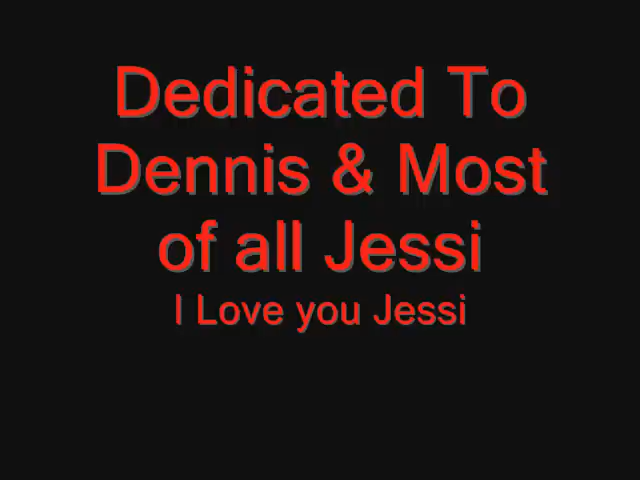 Dedicated To
Dennis & Most
of all Jessi
I Love you Jessi